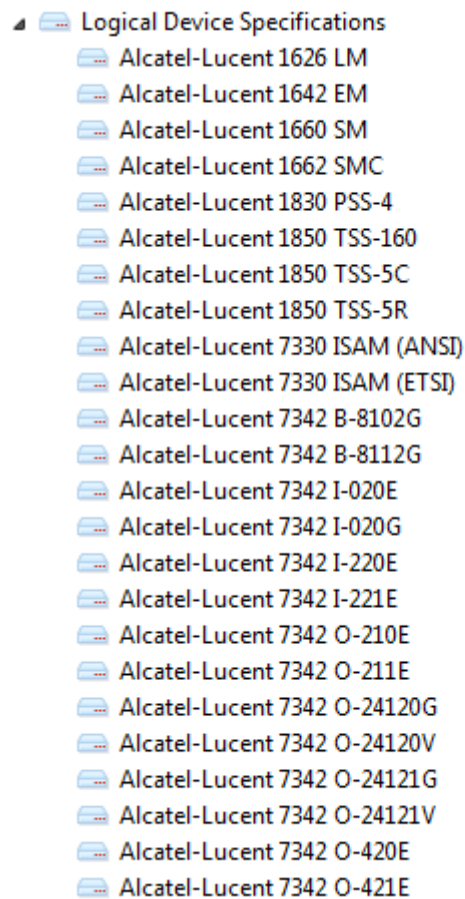 Logical Device Specifications
Alcatel-Lucent 1626 LM
Alcatel-Lucent 1642 EM
Alcatel-Lucent 1660 SM
Alcatel-Lucent 1662 SMC
Alcatel-Lucent 1830 PSS-4
Alcatel-Lucent 1850 TSS-160
Alcatel-Lucent 1850 TSS-5C
Alcatel-Lucent 1850 TSS-5R
Alcatel-Lucent 7330 ISAM (ANSI)
Alcatel-Lucent 7330 ISAM (ETSI)
Alcatel-Lucent 7342 B-8102G
Alcatel-Lucent 7342 B-8112G
Alcatel-Lucent 7342 I-020E
Alcatel-Lucent 7342 I-020G
Alcatel-Lucent 7342 I-220E
Alcatel-Lucent 7342 I-221E
Alcatel-Lucent 7342 O-210E
Alcatel-Lucent 7342 O-211E
Alcatel-Lucent 7342 O-24120G
Alcatel-Lucent 7342 O-24120V
Alcatel-Lucent 7342 O-24121G
Alcatel-Lucent 7342 O-24121V
Alcatel-Lucent 7342 O-420E
Alcatel-Lucent 7342 O-421E